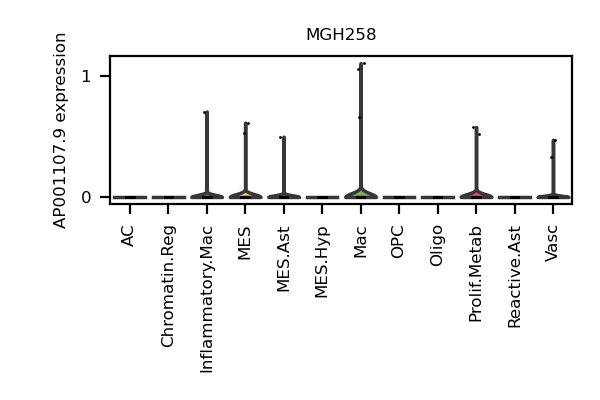 MGH258
AP001107.9 expression
1
0
AC
Chromatin.Reg
Inflammatory.Mac
MES
MES.Ast
MES.Hyp
Mac
OPC
Oligo
Prolif.Metab
Reactive.Ast
Vasc